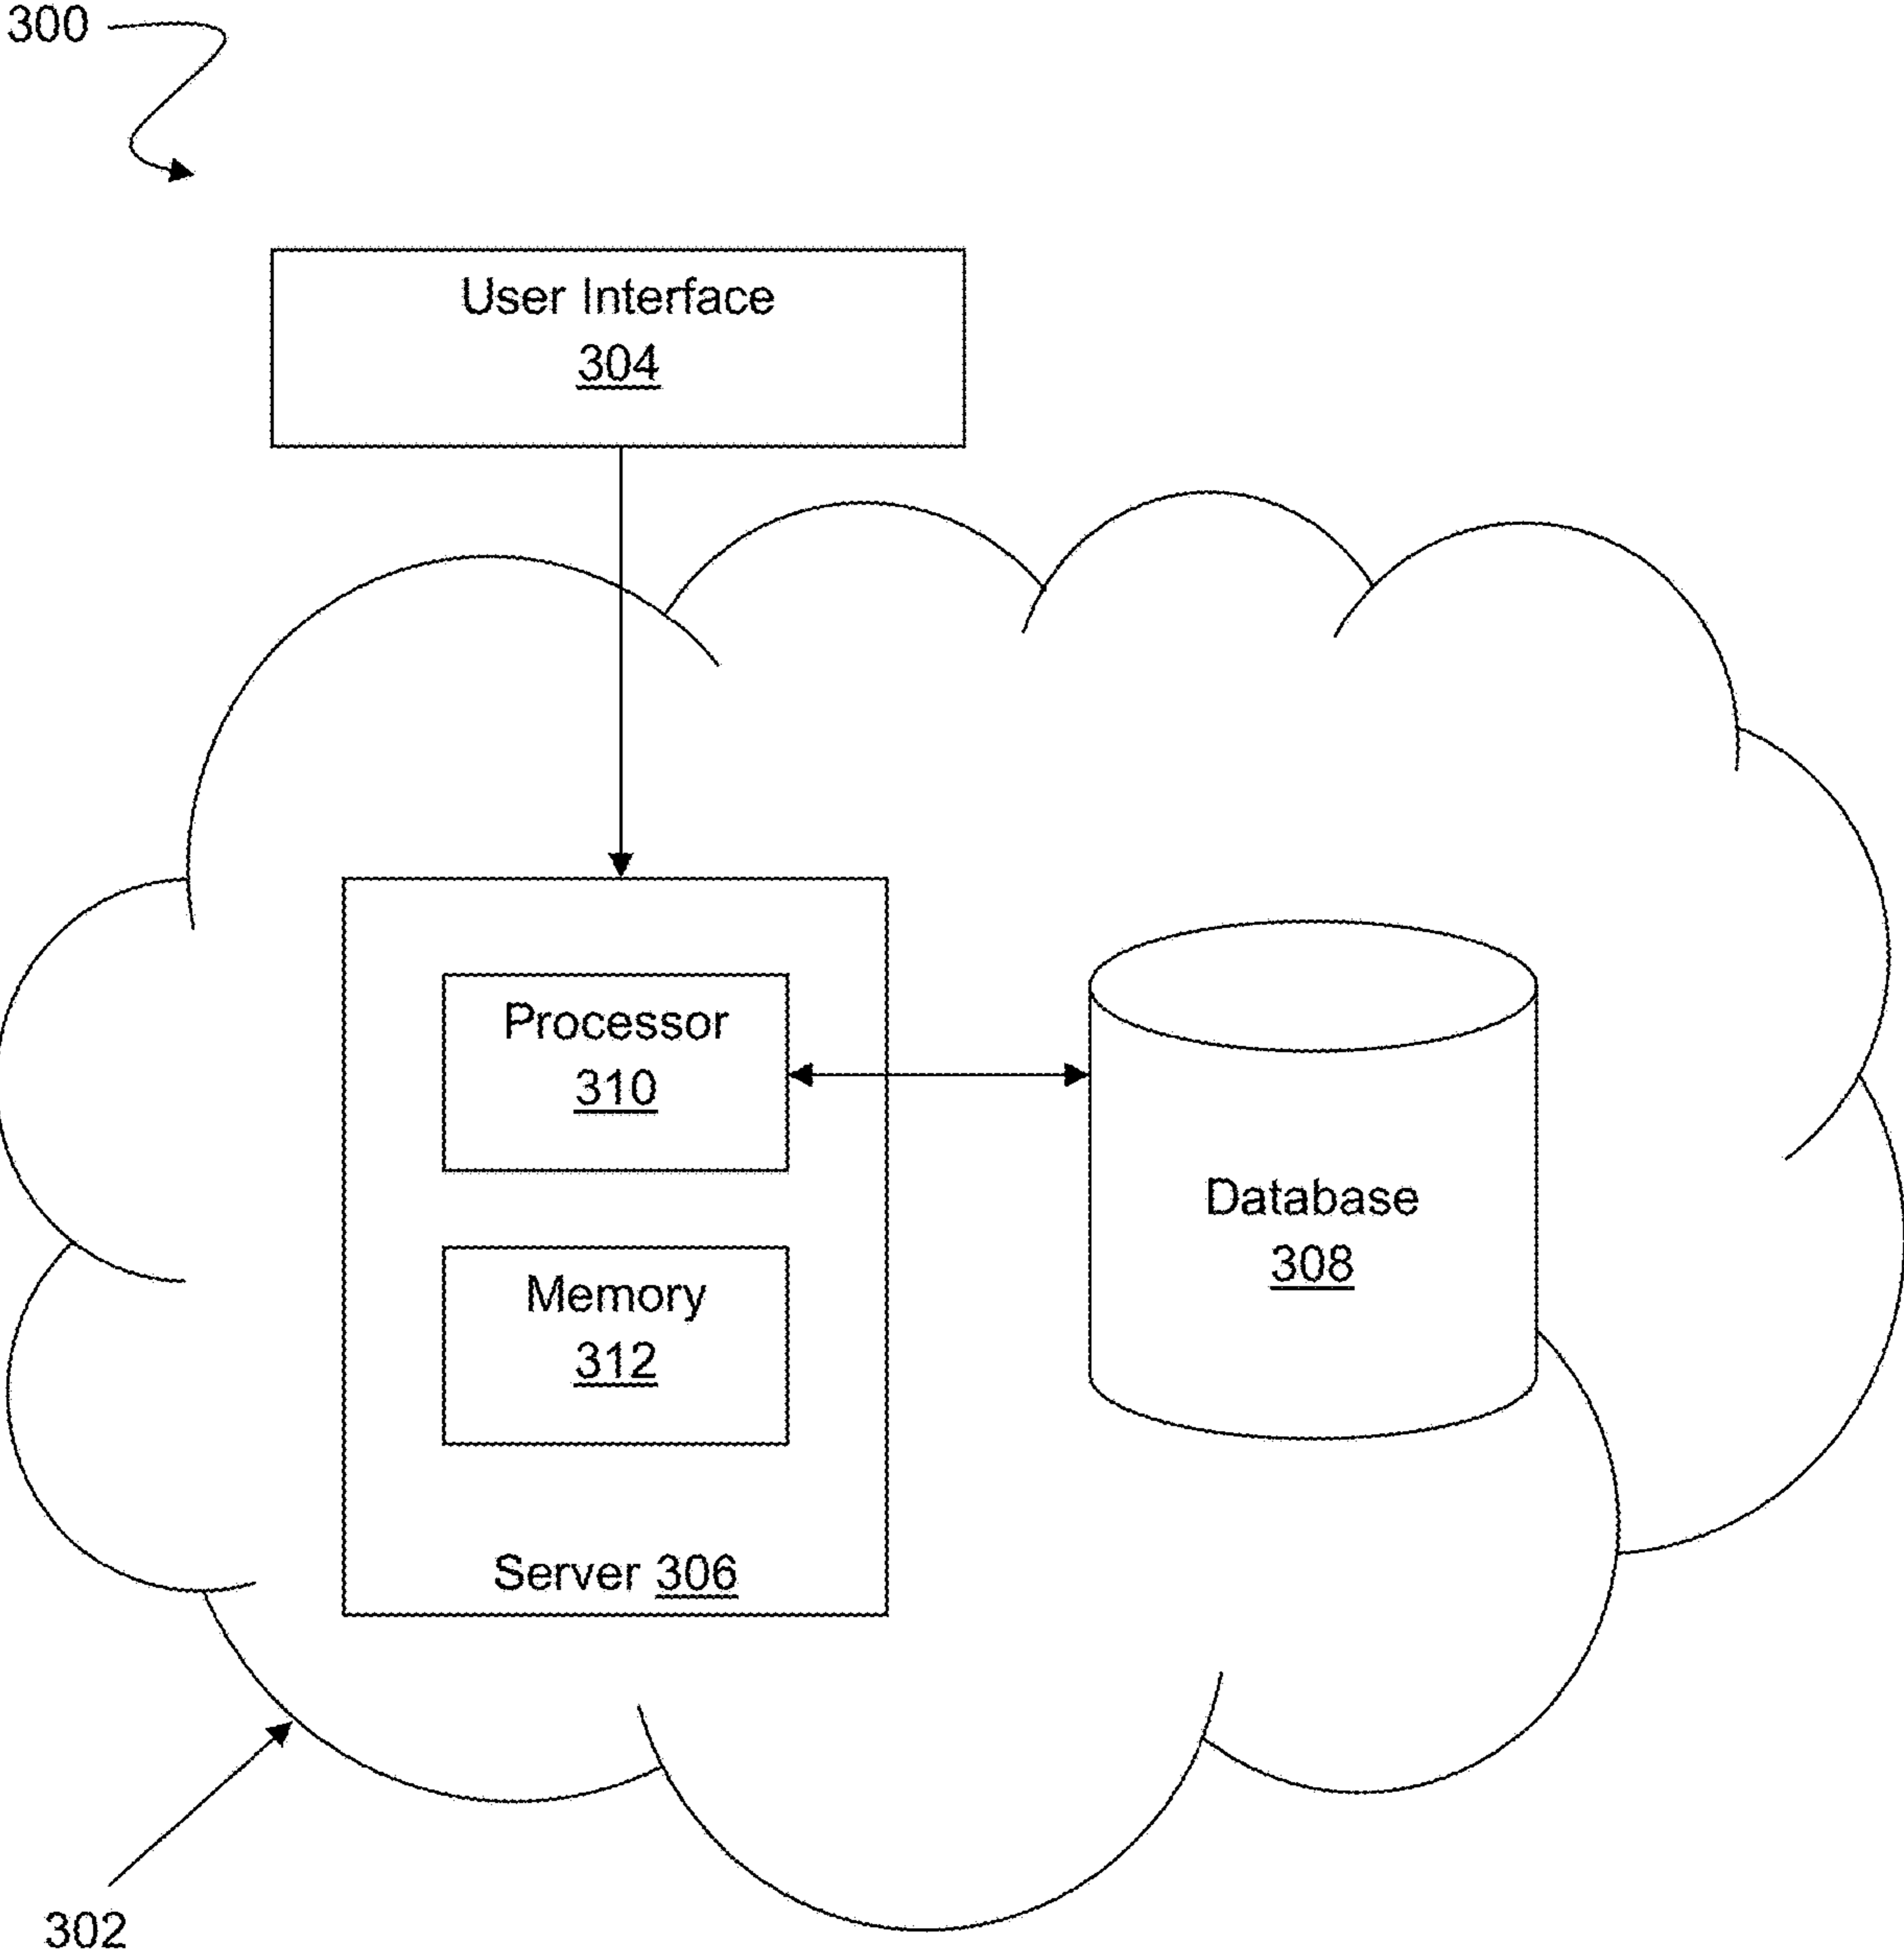 300
User Interface
304
Processor
310
Memory
312
Server 306
Database
308
302